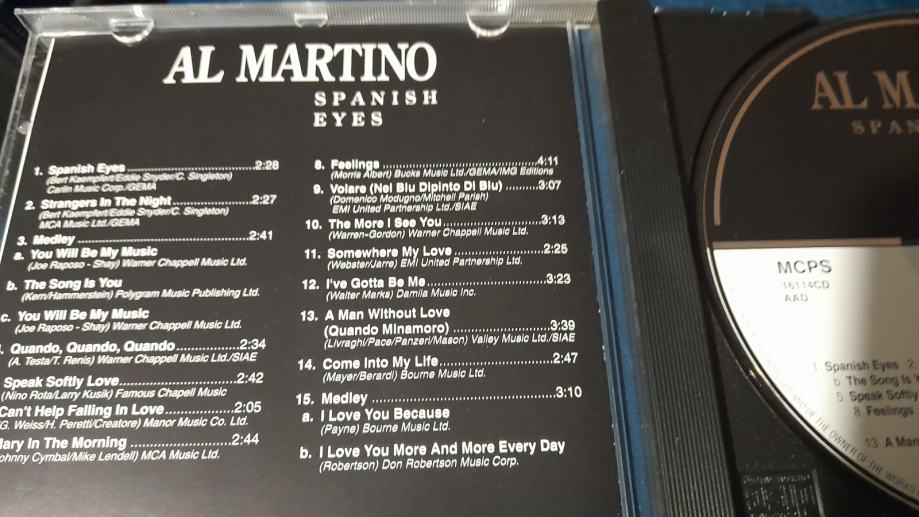 AL MARTINO
SPANISH
EYES
1. Spanish Eyes ............ 2:28
(Bert Kaempfert/Eddie Snyder/C. Singleton)
Carlin Music Corp./GEMA
2. Strangers In The Night ............ 2:27
(Bert Kaempfert/Eddie Snyder/C. Singleton)
MCA Music Ltd./GEMA
3. Medley ............ 2:41
a. You Will Be My Music
(Joe Raposo - Shay) Warner Chappell Music Ltd.
b. The Song Is You
(Kern/Hammerstein) Polygram Music Publishing Ltd.
c. You Will Be My Music
(Joe Raposo - Shay) Warner Chappell Music Ltd.
Quando, Quando, Quando ............ 2:34
(A. Testa/T. Renis) Warner Chappell Music Ltd./SIAE
Speak Softly Love ............ 2:42
(Nino Rota/Larry Kusik) Famous Chapell Music
Can't Help Falling In Love ............ 2:05
(G. Weiss/H. Peretti/Creatore) Manor Music Co. Ltd.
Mary In The Morning ............ 2:44
Johnny Cymbal/Mike Lendell) MCA Music Ltd.
8. Feelings ............ 4:11
(Morris Albert) Bucks Music Ltd./GEMA/IMG Editions
9. Volare (Nel Blu Dipinto Di Blu) ............ 3:07
(Domenico Modugno/Mitchell Parish)
EMI United Partnership Ltd./SIAE
10. The More I See You ............ 3:13
(Warren-Gordon) Warner Chappell Music Ltd.
11. Somewhere My Love ............ 2:25
(Webster/Jarre) EMI United Partnership Ltd.
12. I've Gotta Be Me ............ 3:23
(Walter Marks) Damila Music Inc.
13. A Man Without Love
(Quando Minamoro) ............ 3:39
(Livraghi/Pace/Panzeri/Mason) Valley Music Ltd./SIAE
14. Come Into My Life ............ 2:47
(Mayer/Berardi) Bourne Music Ltd.
15. Medley ............ 3:10
a. I Love You Because
(Payne) Bourne Music Ltd.
b. I Love You More And More Every Day
(Robertson) Don Robertson Music Corp.
AL M
SPAN
MCPS
16114CD
AAD
1. Spanish Eyes 2.
b. The Song Is
5. Speak Softly
8. Feelings
13 A Man
OF THE OWNER OF THE WORKS